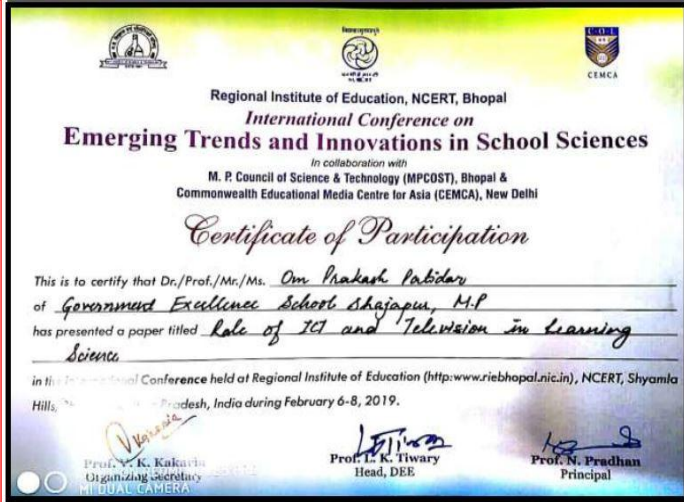 COL
CEMCA
Regional Institute of Education, NCERT, Bhopal
International Conference on
Emerging Trends and Innovations in School Sciences
In collaboration with
M. P. Council of Science & Technology (MPCOST), Bhopal &
Commonwealth Educational Media Centre for Asia (CEMCA), New Delhi
Certificate of Participation
This is to certify that Dr./Prof./Mr./Ms. Om Prakash Patidar
of Government Excellence School Shajapur, M.P
has presented a paper titled Role of ICT and Television in Learning
Science
in the International Conference held at Regional Institute of Education (http:www.riebhopal.nic.in), NCERT, Shyamla
Hills, Pradesh, India during February 6-8, 2019.
V Kakaria
Prof. V. K. Kakaria
Organizing Secretary
Prof. L. K. Tiwary
Head, DEE
Prof. N. Pradhan
Principal
MI DUAL CAMERA